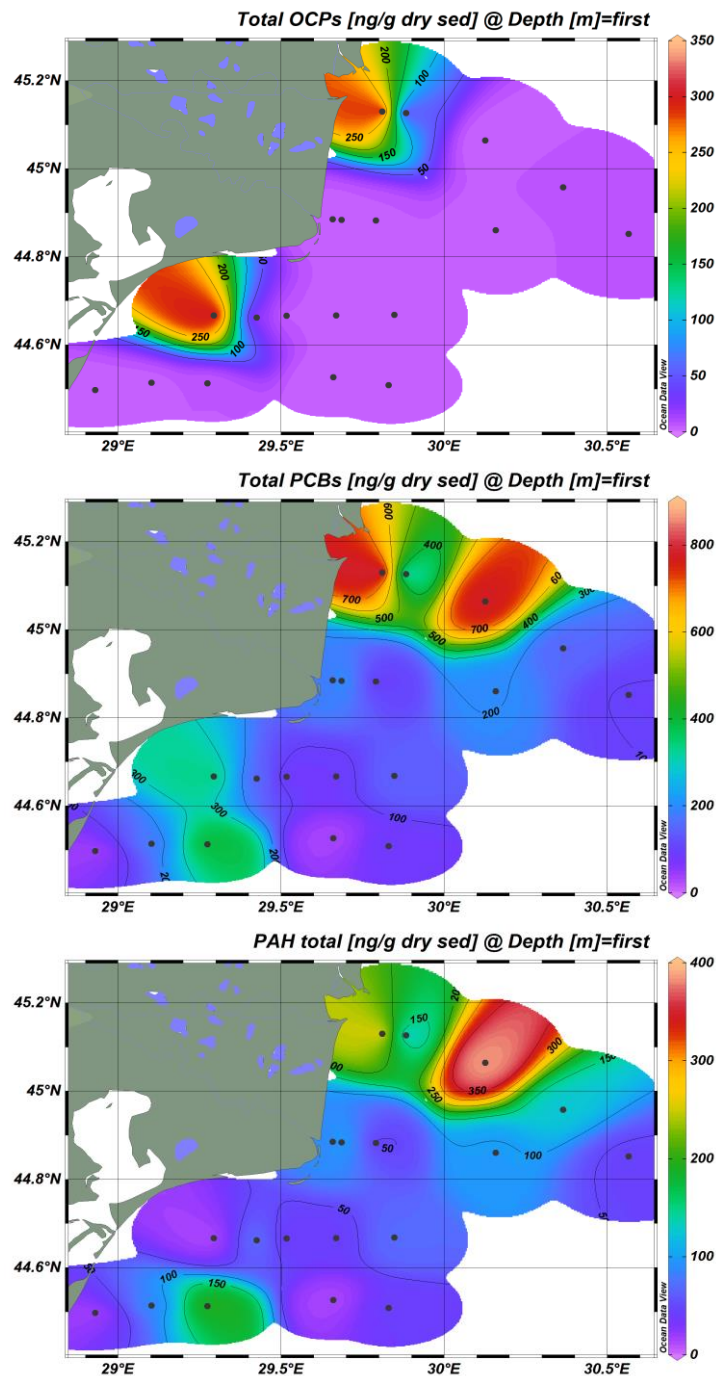 Total OCPs [ng/g dry sed] @ Depth [m]=first
350
300
250
200
150
100
50
0
45.2°N
45°N
44.8°N
44.6°N
200
100
250
150
50
200
50
250
100
Ocean Data View
29°E
29.5°E
30°E
30.5°E
Total PCBs [ng/g dry sed] @ Depth [m]=first
800
600
400
200
0
45.2°N
45°N
44.8°N
44.6°N
600
400
700
500
500
700
400
300
200
300
300
100
Ocean Data View
29°E
29.5°E
30°E
30.5°E
PAH total [ng/g dry sed] @ Depth [m]=first
400
300
200
100
0
45.2°N
45°N
44.8°N
44.6°N
150
300
250
350
150
50
100
50
100
150
Ocean Data View
29°E
29.5°E
30°E
30.5°E